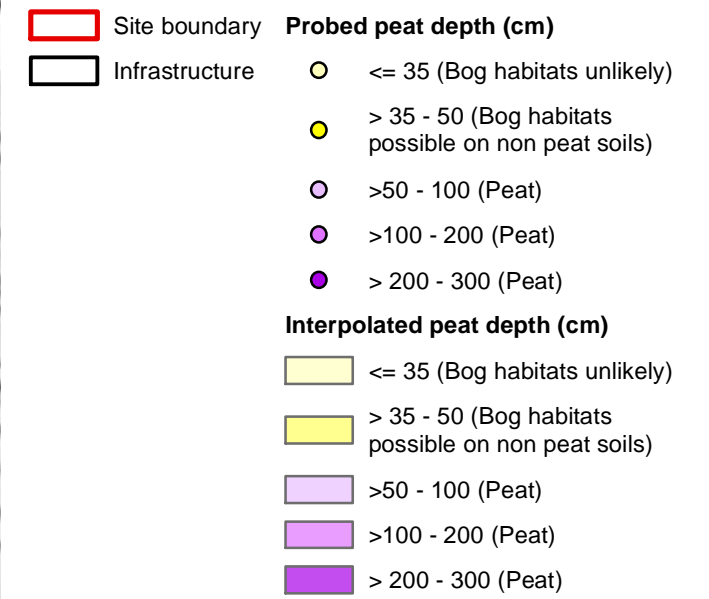 Site boundary
Infrastructure
Probed peat depth (cm)
<= 35 (Bog habitats unlikely)
> 35 - 50 (Bog habitats
possible on non peat soils)
>50 - 100 (Peat)
>100 - 200 (Peat)
> 200 - 300 (Peat)
Interpolated peat depth (cm)
<= 35 (Bog habitats unlikely)
> 35 - 50 (Bog habitats
possible on non peat soils)
>50 - 100 (Peat)
>100 - 200 (Peat)
> 200 - 300 (Peat)